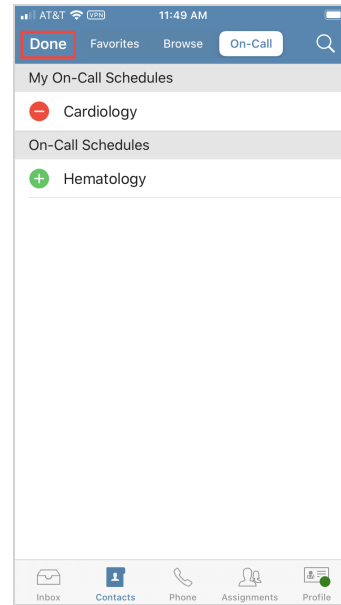 AT&T VPN 11:49 AM
Done Favorites Browse On-Call
My On-Call Schedules
Cardiology
On-Call Schedules
Hematology
Inbox Contacts Phone Assignments Profile